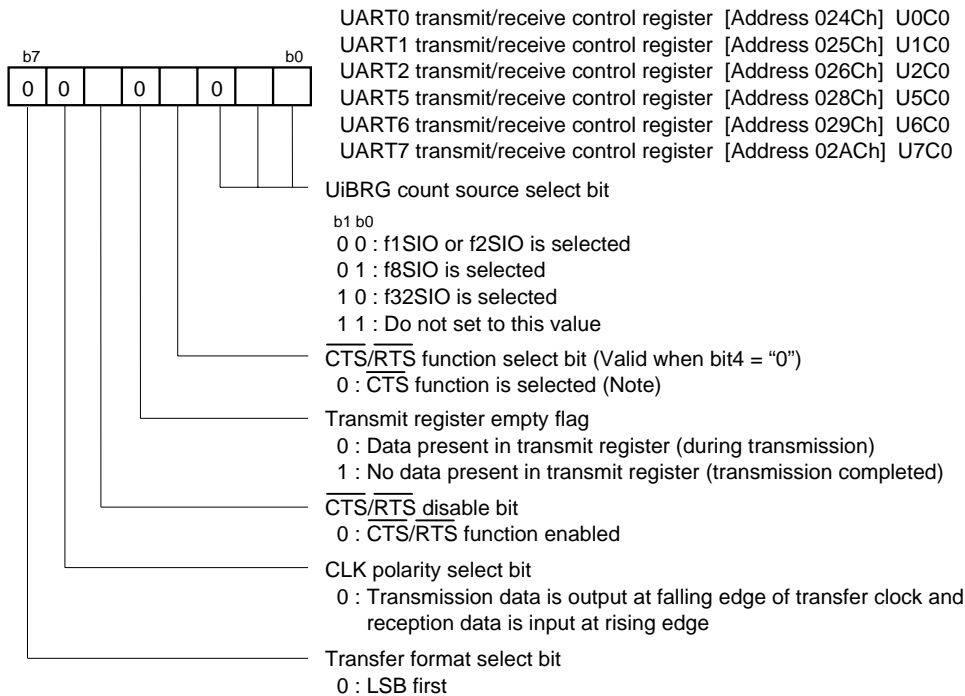 UART0 transmit/receive control register [Address 024Ch] U0C0
UART1 transmit/receive control register [Address 025Ch] U1C0
UART2 transmit/receive control register [Address 026Ch] U2C0
UART5 transmit/receive control register [Address 028Ch] U5C0
UART6 transmit/receive control register [Address 029Ch] U6C0
UART7 transmit/receive control register [Address 02ACh] U7C0
b7 b0
0 0 0 0
UiBRG count source select bit
b1 b0
0 0 : f1SIO or f2SIO is selected
0 1 : f8SIO is selected
1 0 : f32SIO is selected
1 1 : Do not set to this value
CTS/RTS function select bit (Valid when bit4 = “0”)
0 : CTS function is selected (Note)
Transmit register empty flag
0 : Data present in transmit register (during transmission)
1 : No data present in transmit register (transmission completed)
CTS/RTS disable bit
0 : CTS/RTS function enabled
CLK polarity select bit
0 : Transmission data is output at falling edge of transfer clock and
reception data is input at rising edge
Transfer format select bit
0 : LSB first